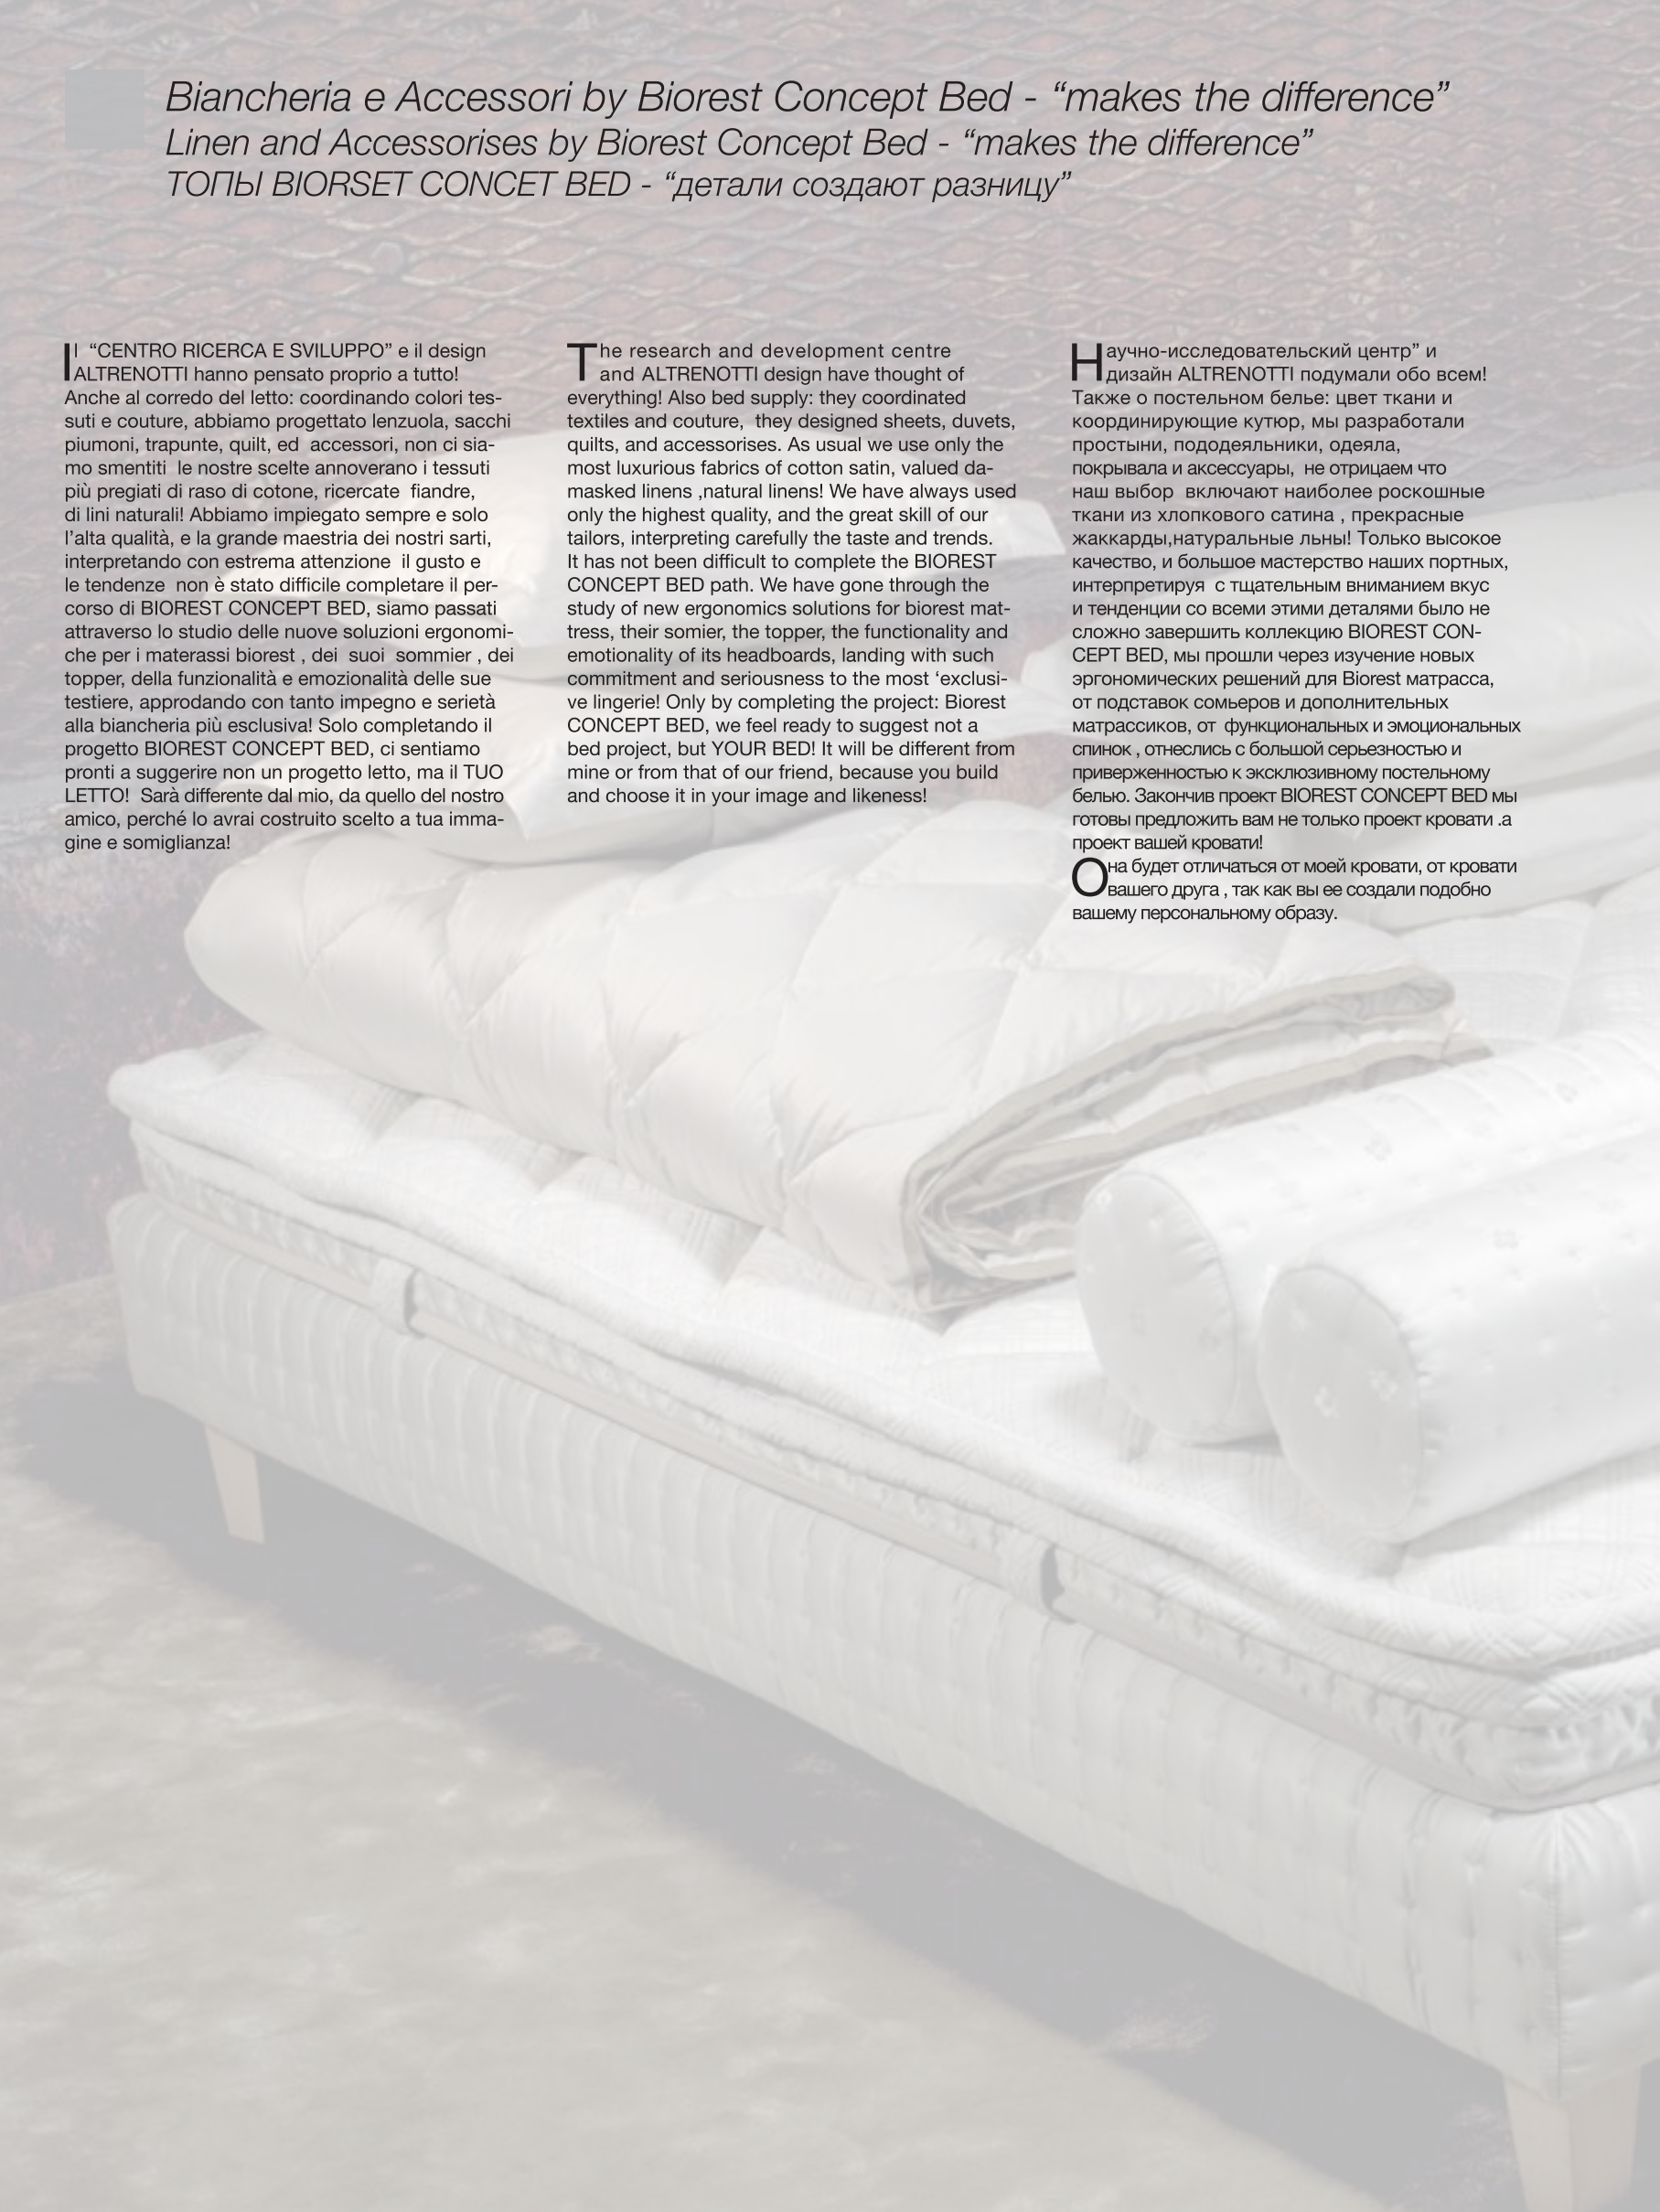 Biancheria e Accessori by Biorest Concept Bed - “makes the difference”
Linen and Accessorises by Biorest Concept Bed - “makes the difference”
ТОПЫ BIORSET CONCET BED - “детали создают разницу”
Il “CENTRO RICERCA E SVILUPPO” e il design
ALTRENOTTI hanno pensato proprio a tutto!
Anche al corredo del letto: coordinando colori tes-
suti e couture, abbiamo progettato lenzuola, sacchi
piumoni, trapunte, quilt, ed accessori, non ci sia-
mo smentiti le nostre scelte annoverano i tessuti
più pregiati di raso di cotone, ricercate fiandre,
di lini naturali! Abbiamo impiegato sempre e solo
l’alta qualità, e la grande maestria dei nostri sarti,
interpretando con estrema attenzione il gusto e
le tendenze non è stato difficile completare il per-
corso di BIOREST CONCEPT BED, siamo passati
attraverso lo studio delle nuove soluzioni ergonomi-
che per i materassi biorest , dei suoi sommier , dei
topper, della funzionalità e emozionalità delle sue
testiere, approdando con tanto impegno e serietà
alla biancheria più esclusiva! Solo completando il
progetto BIOREST CONCEPT BED, ci sentiamo
pronti a suggerire non un progetto letto, ma il TUO
LETTO! Sarà differente dal mio, da quello del nostro
amico, perché lo avrai costruito scelto a tua imma-
gine e somiglianza!
The research and development centre
and ALTRENOTTI design have thought of
everything! Also bed supply: they coordinated
textiles and couture, they designed sheets, duvets,
quilts, and accessorises. As usual we use only the
most luxurious fabrics of cotton satin, valued da-
masked linens ,natural linens! We have always used
only the highest quality, and the great skill of our
tailors, interpreting carefully the taste and trends.
It has not been difficult to complete the BIOREST
CONCEPT BED path. We have gone through the
study of new ergonomics solutions for biorest mat-
tress, their somier, the topper, the functionality and
emotionality of its headboards, landing with such
commitment and seriousness to the most ‘exclusi-
ve lingerie! Only by completing the project: Biorest
CONCEPT BED, we feel ready to suggest not a
bed project, but YOUR BED! It will be different from
mine or from that of our friend, because you build
and choose it in your image and likeness!
Научно-исследовательский центр” и
дизайн ALTRENOTTI подумали обо всем!
Также о постельном белье: цвет ткани и
координирующие кутюр, мы разработали
простыни, пододеяльники, одеяла,
покрывала и аксессуары, не отрицаем что
наш выбор включают наиболее роскошные
ткани из хлопкового сатина , прекрасные
жаккарды,натуральные льны! Только высокое
качество, и большое мастерство наших портных,
интерпретируя с тщательным вниманием вкус
и тенденции со всеми этими деталями было не
сложно завершить коллекцию BIOREST CON-
CEPT BED, мы прошли через изучение новых
эргономических решений для Biorest матрасса,
от подставок сомьеров и дополнительных
матрассиков, от функциональных и эмоциональных
спинок , отнеслись с большой серьезностью и
приверженностью к эксклюзивному постельному
белью. Закончив проект BIOREST CONCEPT BED мы
готовы предложить вам не только проект кровати .а
проект вашей кровати!
Она будет отличаться от моей кровати, от кровати
вашего друга , так как вы ее создали подобно
вашему персональному образу.